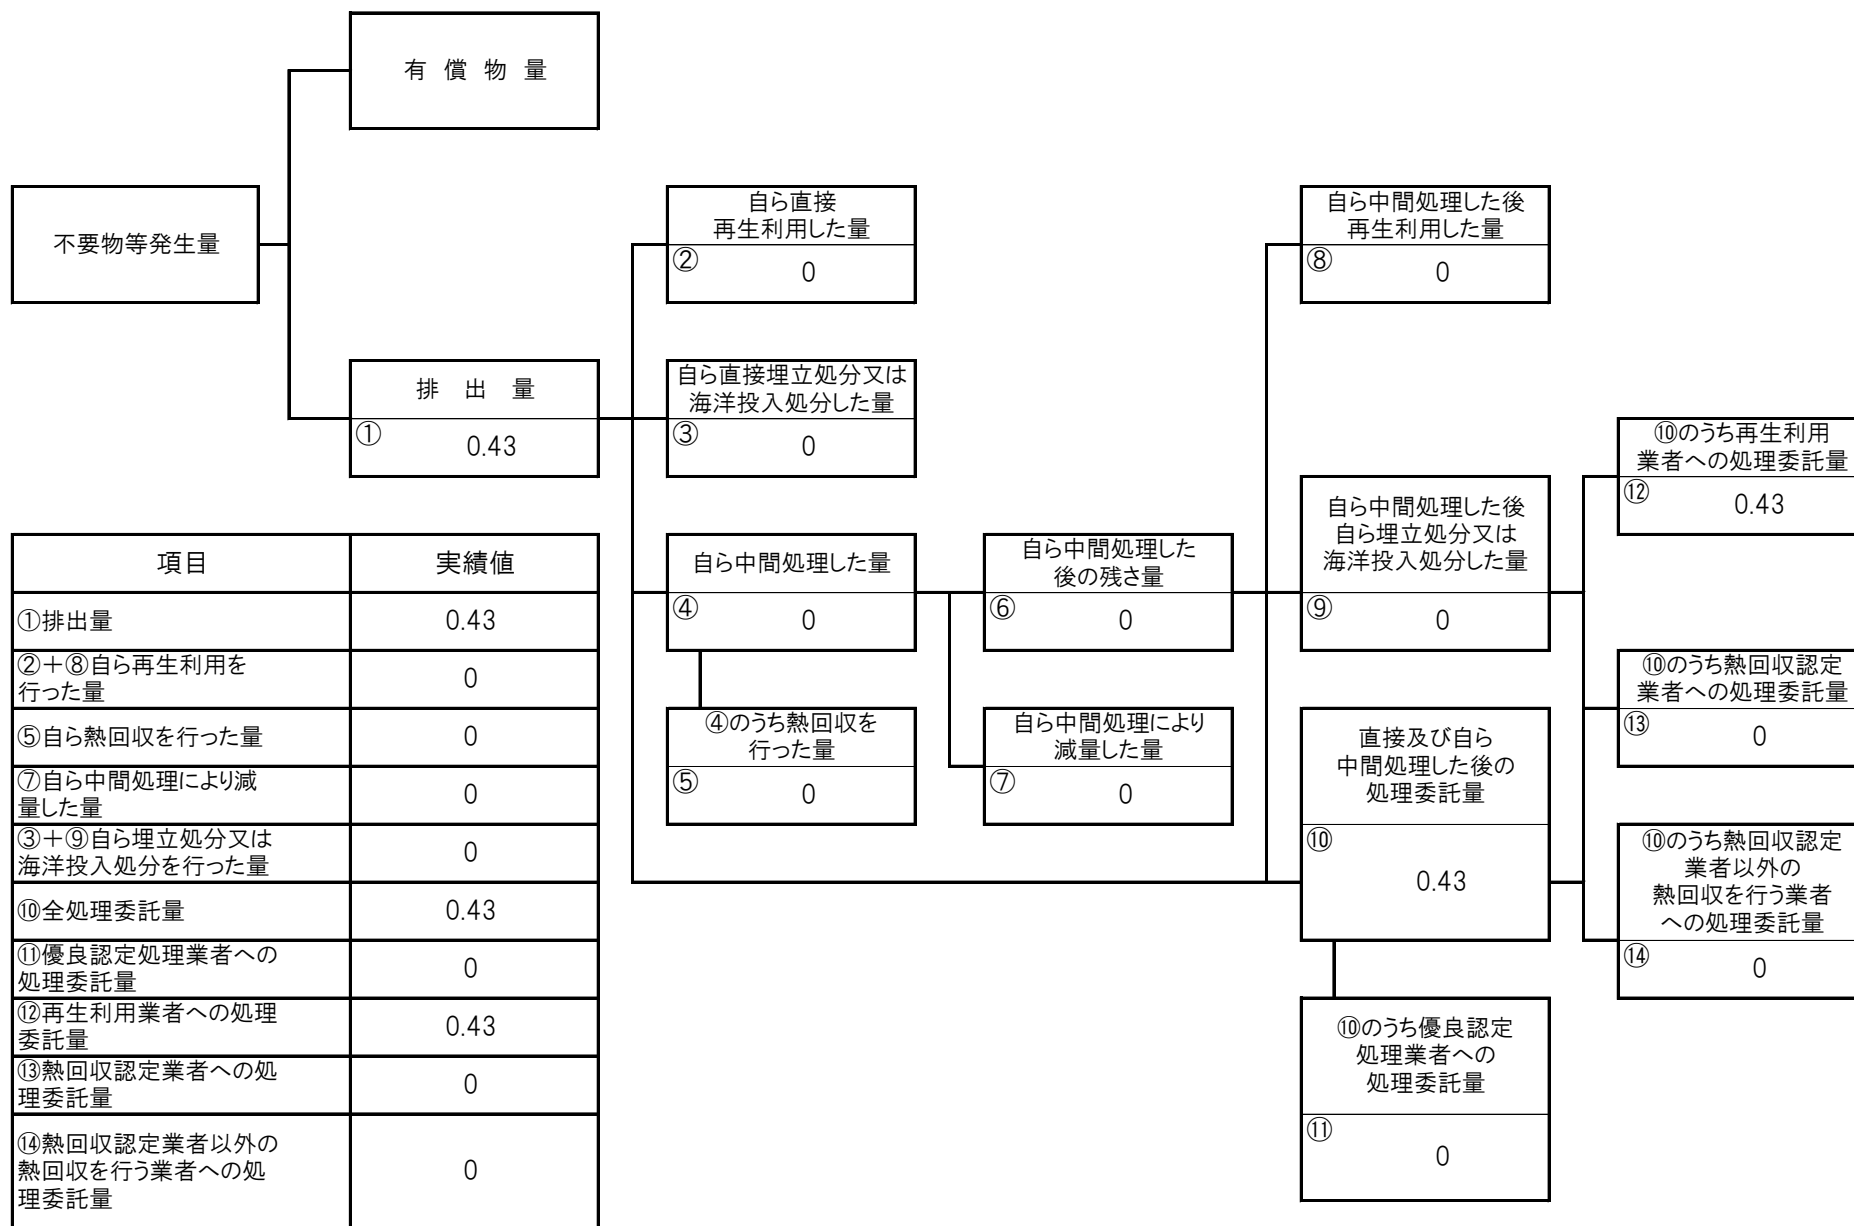 有 償 物 量
不要物等発生量
排 出 量
①
0.43
自ら直接
再生利用した量
②
0
自ら直接埋立処分又は
海洋投入処分した量
③
0
自ら中間処理した量
④
0
④のうち熱回収を
行った量
⑤
0
自ら中間処理した
後の残さ量
⑥
0
自ら中間処理により
減量した量
⑦
0
自ら中間処理した後
再生利用した量
⑧
0
自ら中間処理した後
自ら埋立処分又は
海洋投入処分した量
⑨
0
直接及び自ら
中間処理した後の
処理委託量
⑩
0.43
⑩のうち優良認定
処理業者への
処理委託量
⑪
0
⑩のうち再生利用
業者への処理委託量
⑫
0.43
⑩のうち熱回収認定
業者への処理委託量
⑬
0
⑩のうち熱回収認定
業者以外の
熱回収を行う業者
への処理委託量
⑭
0
項目 実績値
①排出量 0.43
②＋⑧自ら再生利用を
行った量
0
⑤自ら熱回収を行った量 0
⑦自ら中間処理により減
量した量
0
③＋⑨自ら埋立処分又は
海洋投入処分を行った量
0
⑩全処理委託量 0.43
⑪優良認定処理業者への
処理委託量
0
⑫再生利用業者への処理
委託量
0.43
⑬熱回収認定業者への処
理委託量
0
⑭熱回収認定業者以外の
熱回収を行う業者への処
理委託量
0